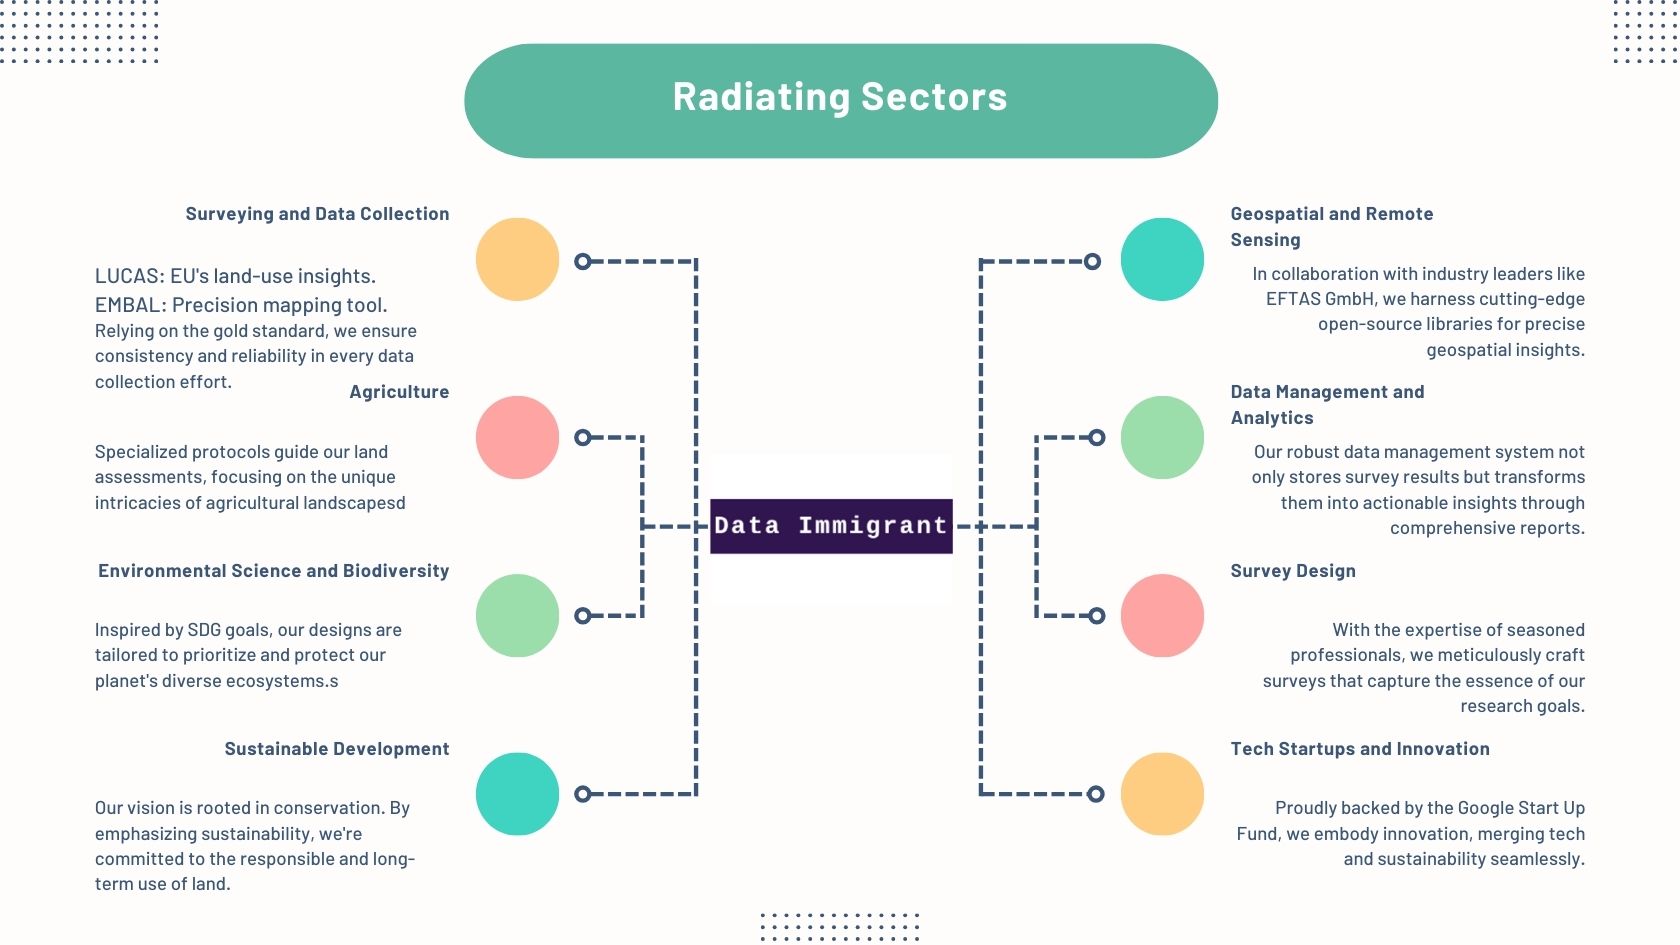 Radiating Sectors
Surveying and Data Collection
LUCAS: EU's land-use insights.
EMBAL: Precision mapping tool.
Relying on the gold standard, we ensure
consistency and reliability in every data
collection effort.
Agriculture
Specialized protocols guide our land
assessments, focusing on the unique
intricacies of agricultural landscapesd
Environmental Science and Biodiversity
Inspired by SDG goals, our designs are
tailored to prioritize and protect our
planet's diverse ecosystems.s
Sustainable Development
Our vision is rooted in conservation. By
emphasizing sustainability, we're
committed to the responsible and long-
term use of land.
Data Immigrant
Geospatial and Remote
Sensing
In collaboration with industry leaders like
EFTAS GmbH, we harness cutting-edge
open-source libraries for precise
geospatial insights.
Data Management and
Analytics
Our robust data management system not
only stores survey results but transforms
them into actionable insights through
comprehensive reports.
Survey Design
With the expertise of seasoned
professionals, we meticulously craft
surveys that capture the essence of our
research goals.
Tech Startups and Innovation
Proudly backed by the Google Start Up
Fund, we embody innovation, merging tech
and sustainability seamlessly.